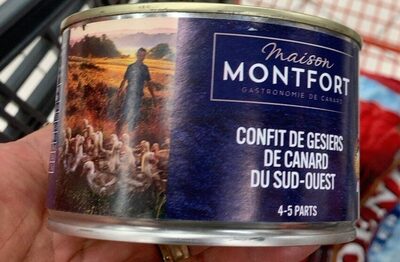 Maison
MONTFORT
GASTRONOMIE DE CANARD
CONFIT DE GESIERS
DE CANARD
DU SUD-OUEST
4-5 PARTS